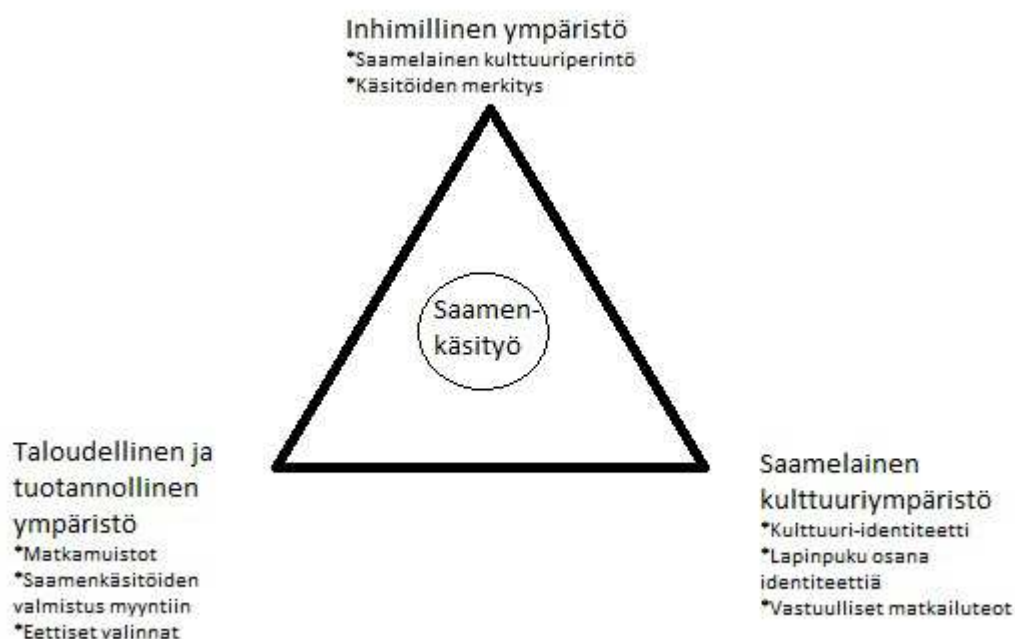 Inhimillinen ympäristö
*Saamelainen kulttuuriperintö
*Käsitöiden merkitys
Saamen-
käsityö
Taloudellinen ja
tuotannollinen
ympäristö
*Matkamuistot
*Saamenkäsitöiden
valmistus myyntiin
*Eettiset valinnat
Saamelainen
kulttuuriympäristö
*Kulttuuri-identiteetti
*Lapinpuku osana
identiteettiä
*Vastuulliset matkailuteot